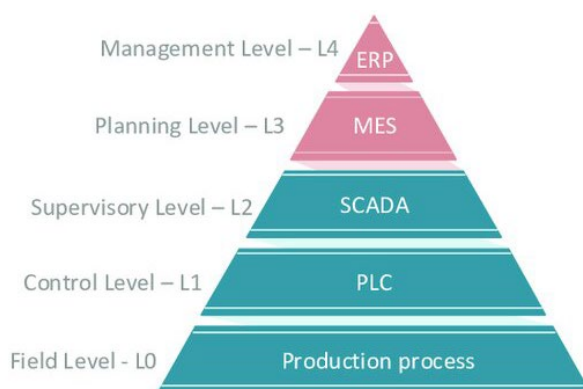 Management Level – L4
ERP
Planning Level – L3
MES
Supervisory Level – L2
SCADA
Control Level – L1
PLC
Field Level - L0
Production process